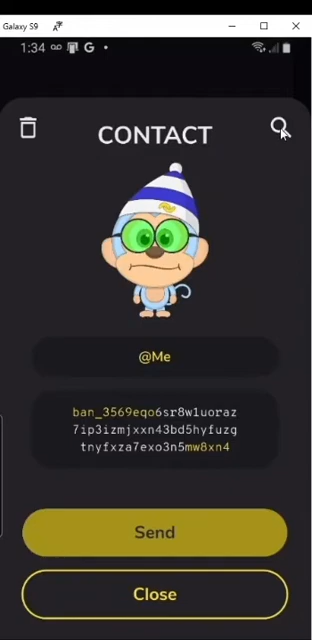 Galaxy S9
1:34
CONTACT
@Me
ban_3569eqo6sr8w1uoraz
7ip3izmjxxn43bd5hyfuzg
tnyfxza7exo3n5mw8xn4
Send
Close